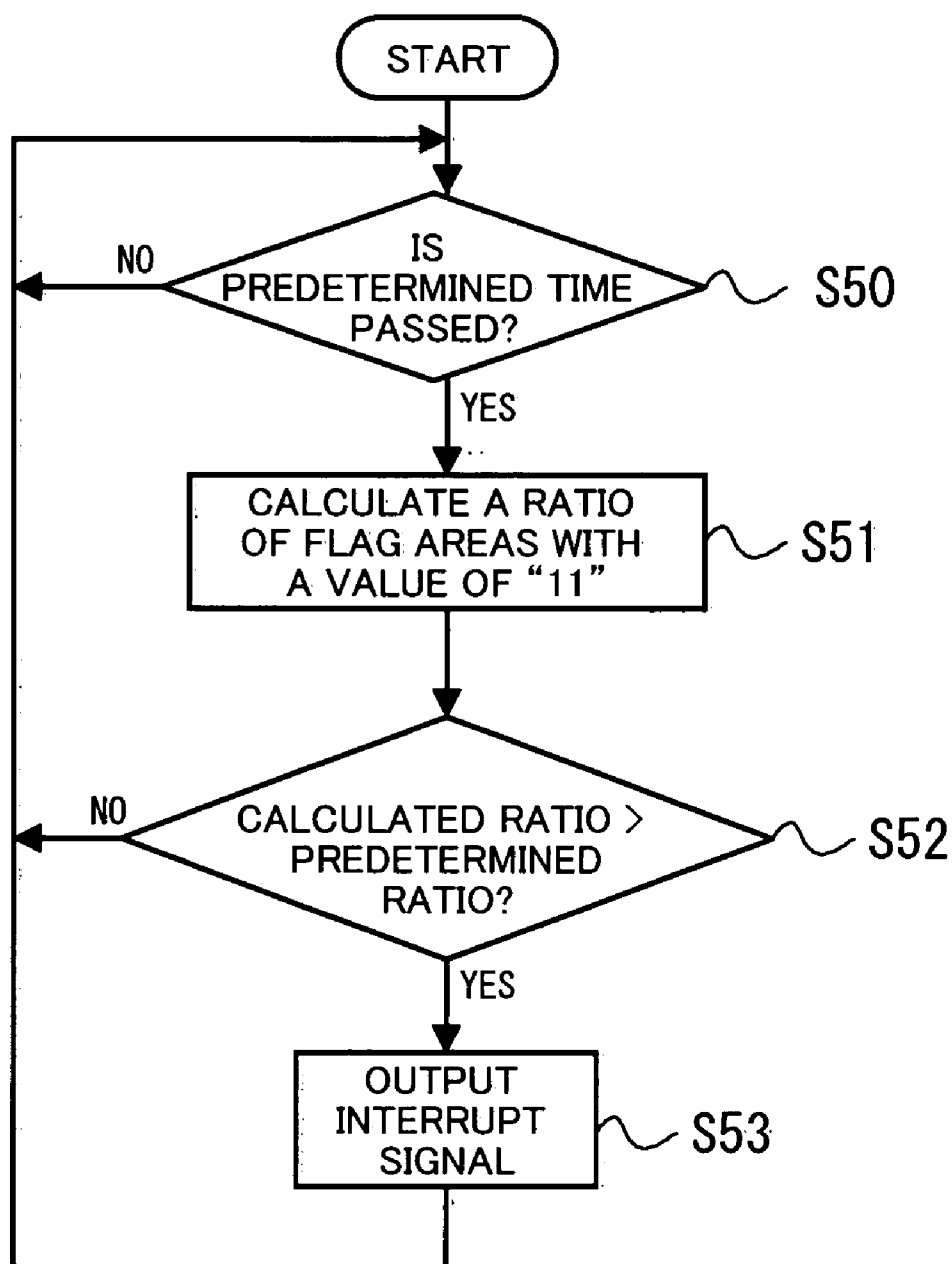 START
NO
IS
PREDETERMINED TIME
PASSED?
S50
YES
CALCULATE A RATIO
OF FLAG AREAS WITH
A VALUE OF “11”
S51
NO
CALCULATED RATIO >
PREDETERMINED
RATIO?
S52
YES
OUTPUT
INTERRUPT
SIGNAL
S53